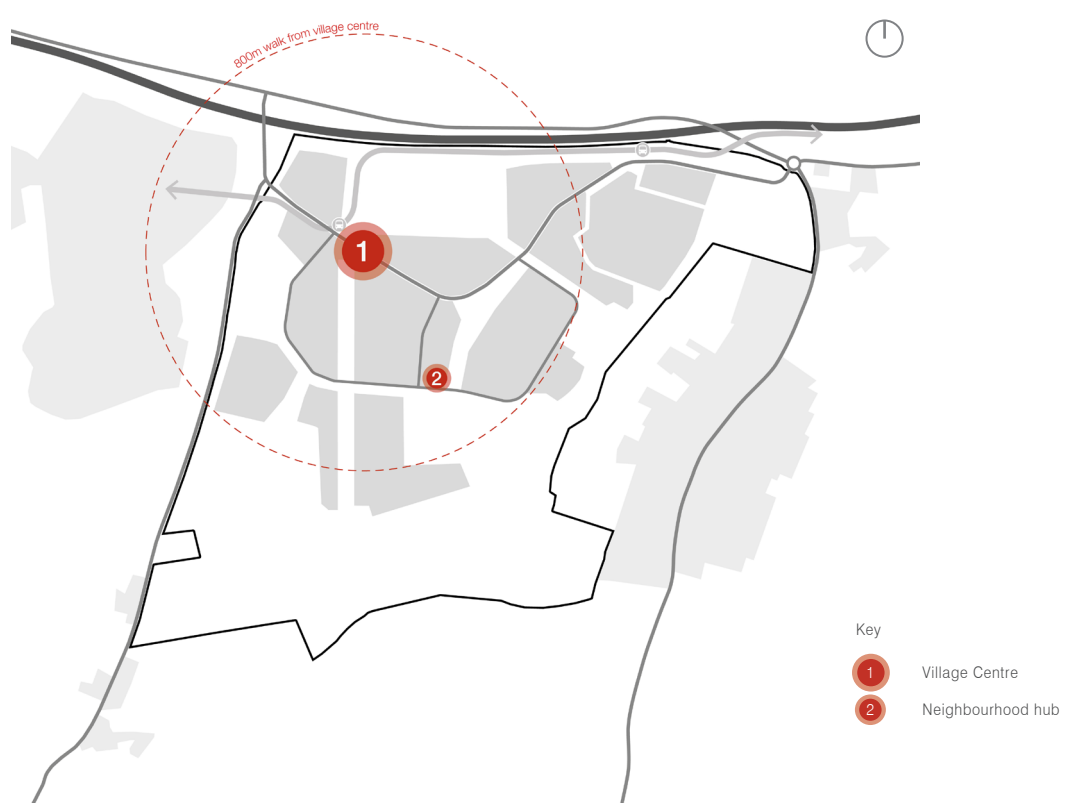 800m walk from village centre
1
2
Key
1 Village Centre
2 Neighbourhood hub